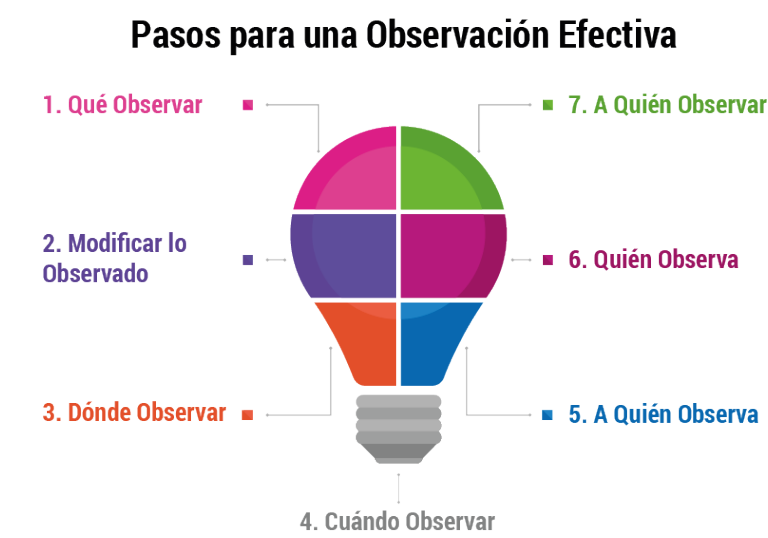 Pasos para una Observación Efectiva
1. Qué Observar
2. Modificar lo
Observado
3. Dónde Observar
4. Cuándo Observar
5. A Quién Observa
6. Quién Observa
7. A Quién Observar